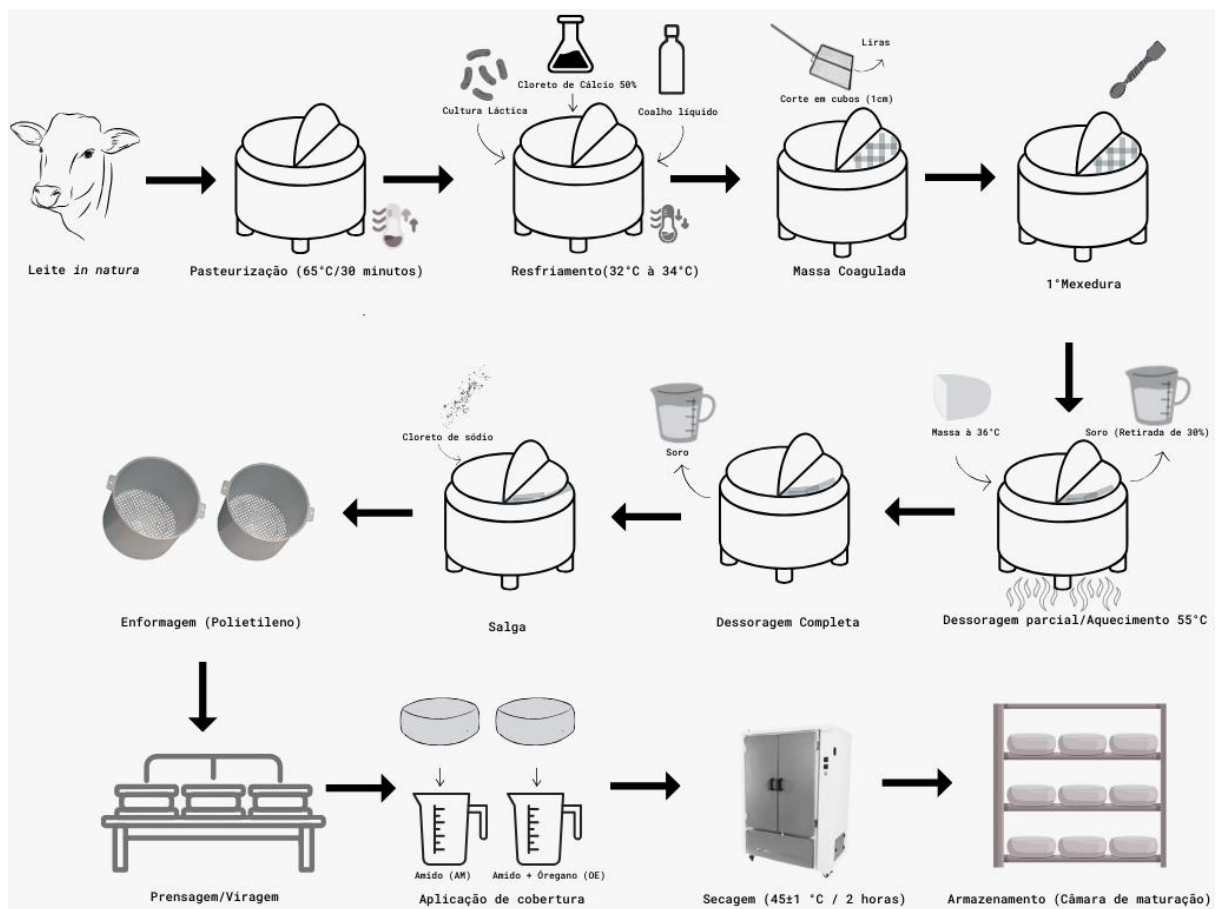 Cloreto de Cálcio 50%
Cultura Láctica
Coalho líquido
Liras
Corte em cubos (1cm)
Leite in natura
Pasteurização (65°C/30 minutos)
Resfriamento(32°C à 34°C)
Massa Coagulada
1°Mexedura
Cloreto de sódio
Soro
Massa à 36°C
Soro (Retirada de 30%)
Enformagem (Polietileno)
Salga
Dessoragem Completa
Dessoragem parcial/Aquecimento 55°C
Amido (AM)
Amido + Óregano (OE)
Prensagem/Viragem
Aplicação de cobertura
Secagem (45±1 °C / 2 horas)
Armazenamento (Câmara de maturação)